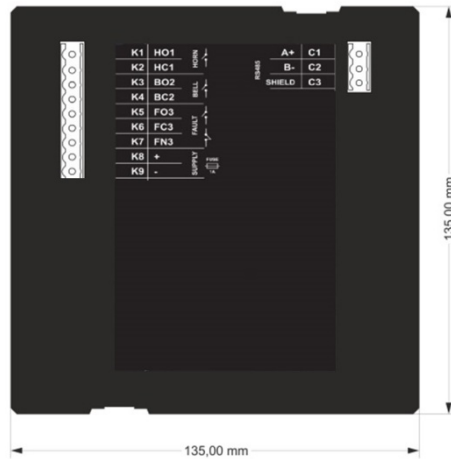 K1 HO1
K2 HC1
HORN
K3 BO2
K4 BC2
BELL
K5 FO3
K6 FC3
K7 FN3
FAULT
K8 +
K9 -
SUPPLY
FUSE
1A
RS485
A+ C1
B- C2
SHIELD C3
135,00 mm
135,00 mm